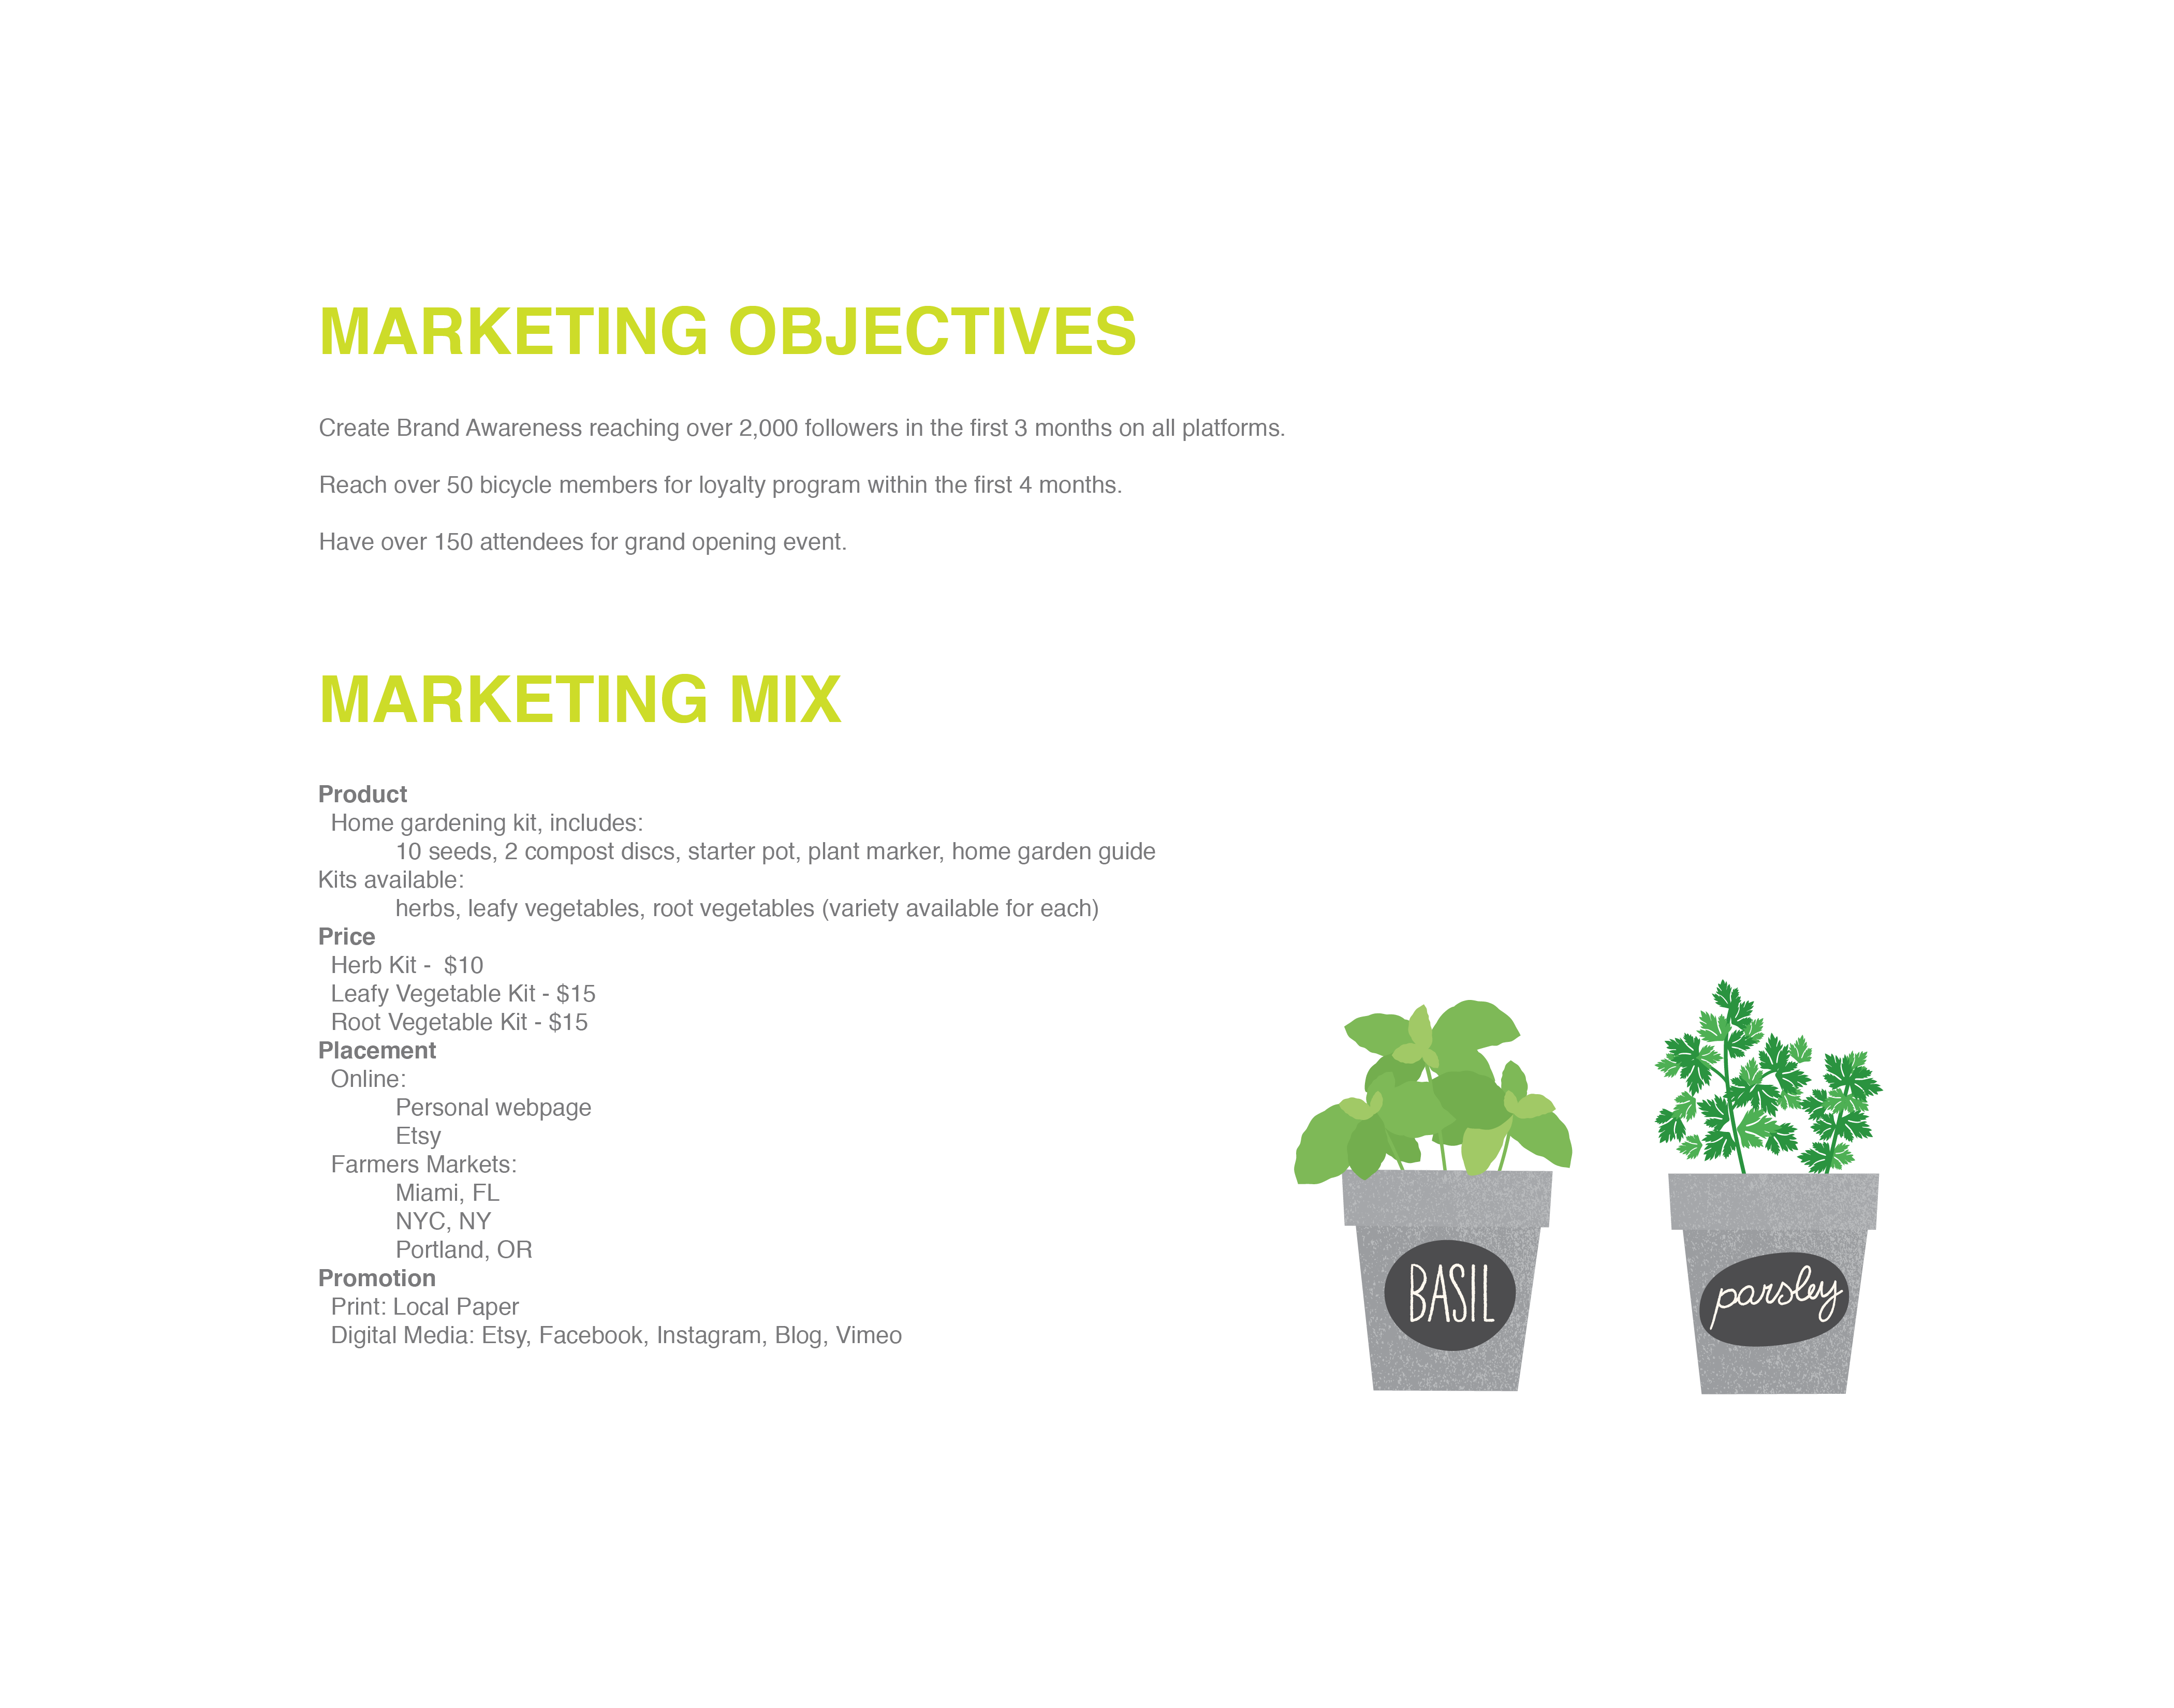 MARKETING OBJECTIVES
Create Brand Awareness reaching over 2,000 followers in the first 3 months on all platforms.
Reach over 50 bicycle members for loyalty program within the first 4 months.
Have over 150 attendees for grand opening event.
MARKETING MIX
Product
Home gardening kit, includes:
10 seeds, 2 compost discs, starter pot, plant marker, home garden guide
Kits available:
herbs, leafy vegetables, root vegetables (variety available for each)
Price
Herb Kit -  $10
Leafy Vegetable Kit - $15
Root Vegetable Kit - $15
Placement
Online:
Personal webpage
Etsy
Farmers Markets:
Miami, FL
NYC, NY
Portland, OR
Promotion
Print: Local Paper
Digital Media: Etsy, Facebook, Instagram, Blog, Vimeo
BASIL
parsley